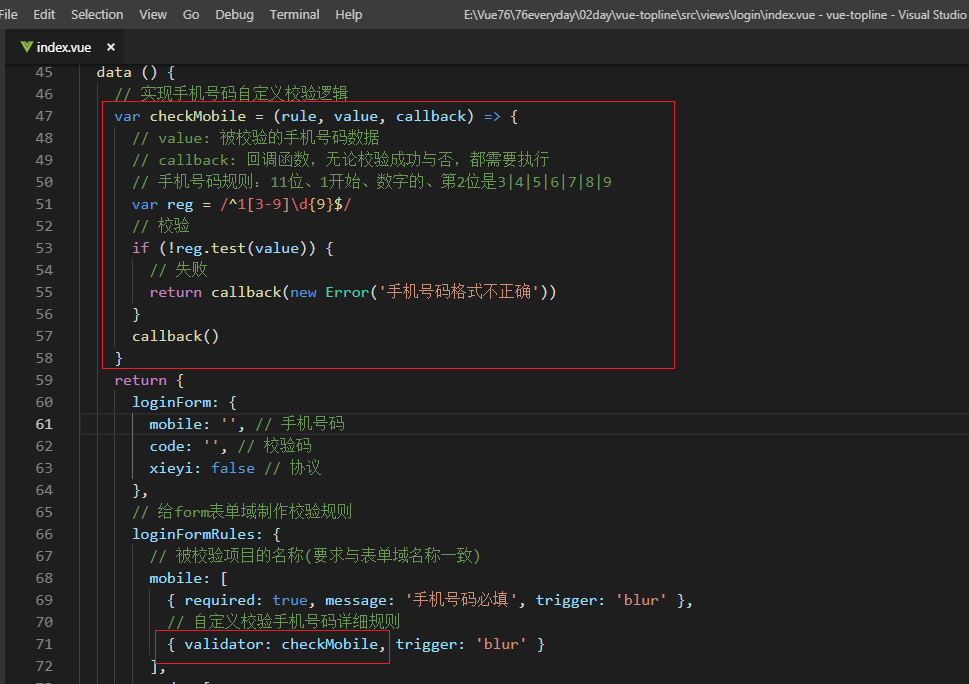 File Edit Selection View Go Debug Terminal Help E:\Vue76\76everyday\02day\vue-topline\src\views\login\index.vue - vue-topline - Visual Studio
index.vue ×
45 data () {
46 // 实现手机号码自定义校验逻辑
47 var checkMobile = (rule, value, callback) => {
48 // value: 被校验的手机号码数据
49 // callback: 回调函数，无论校验成功与否，都需要执行
50 // 手机号码规则：11位、1开始、数字的、第2位是3|4|5|6|7|8|9
51 var reg = /^1[3-9]\d{9}$/
52 // 校验
53 if (!reg.test(value)) {
54 // 失败
55 return callback(new Error('手机号码格式不正确'))
56 }
57 callback()
58 }
59 return {
60 loginForm: {
61 mobile: '', // 手机号码
62 code: '', // 校验码
63 xieyi: false // 协议
64 },
65 // 给form表单域制作校验规则
66 loginFormRules: {
67 // 被校验项目的名称(要求与表单域名称一致)
68 mobile: [
69 { required: true, message: '手机号码必填', trigger: 'blur' },
70 // 自定义校验手机号码详细规则
71 { validator: checkMobile, trigger: 'blur' }
72 ],